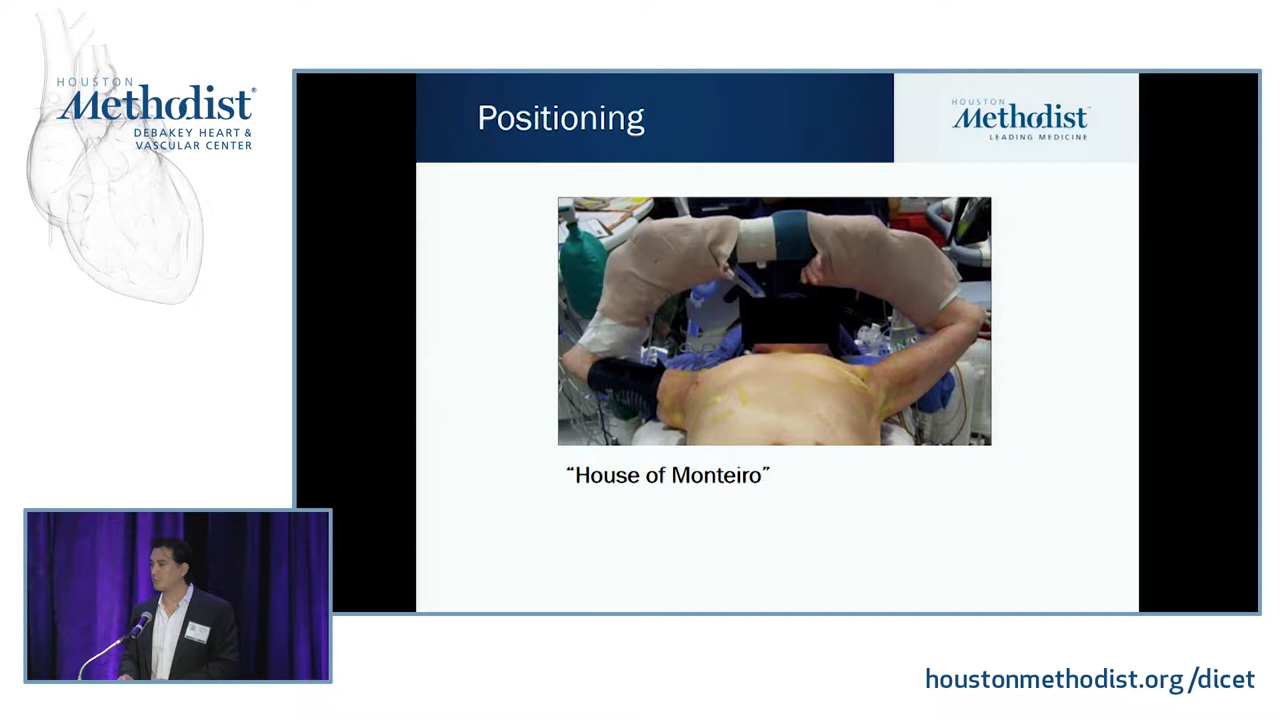 HOUSTON
Methodist®
DEBAKEY HEART &
VASCULAR CENTER
Positioning
HOUSTON
Methodist
LEADING MEDICINE
“House of Monteiro”
houstonmethodist.org/dicet